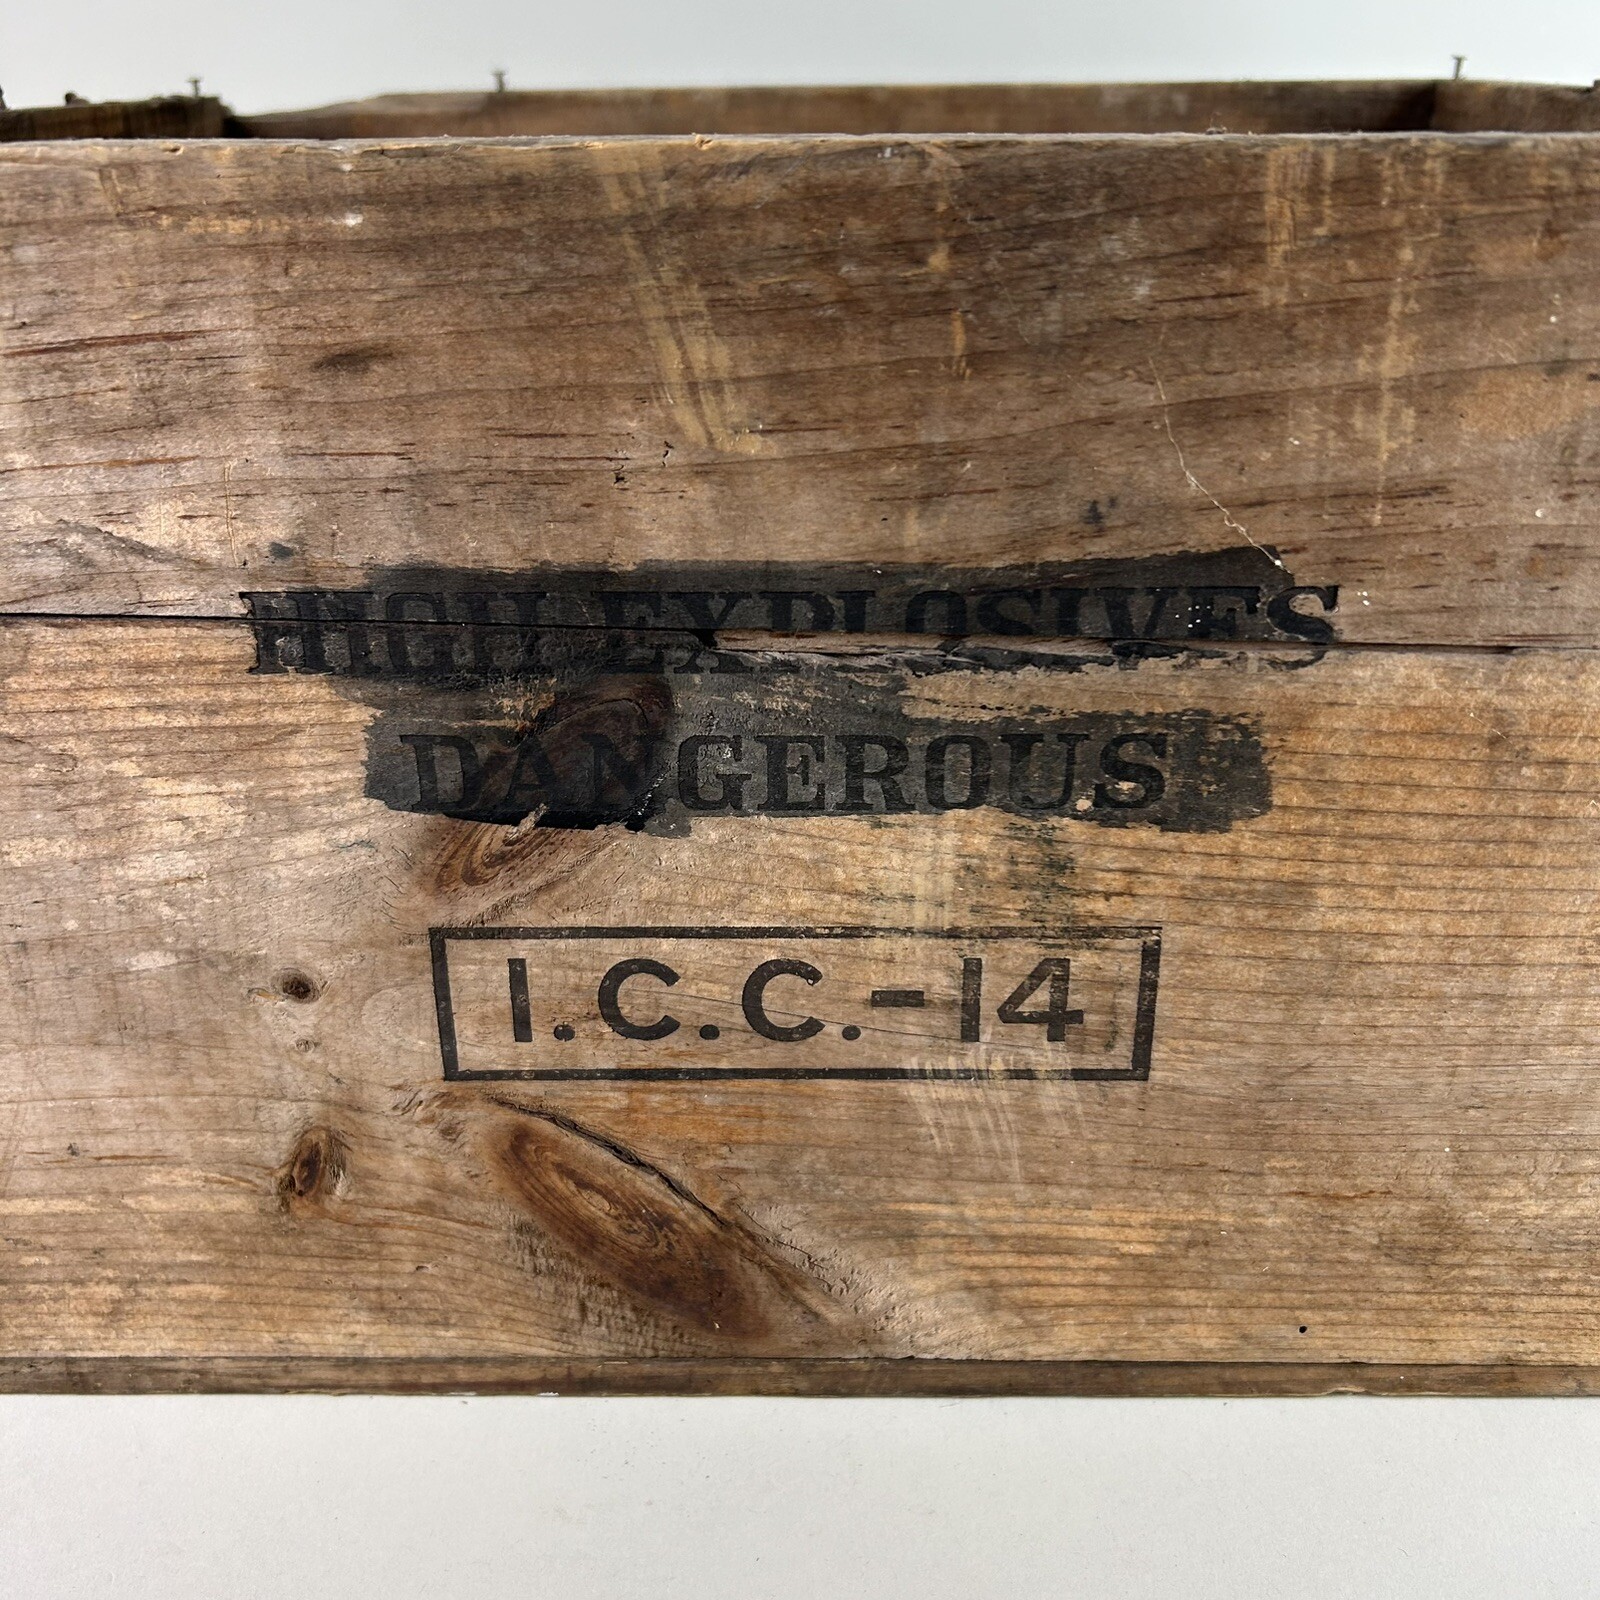 HIGH EXPLOSIVES
DANGEROUS
I.C.C.-14